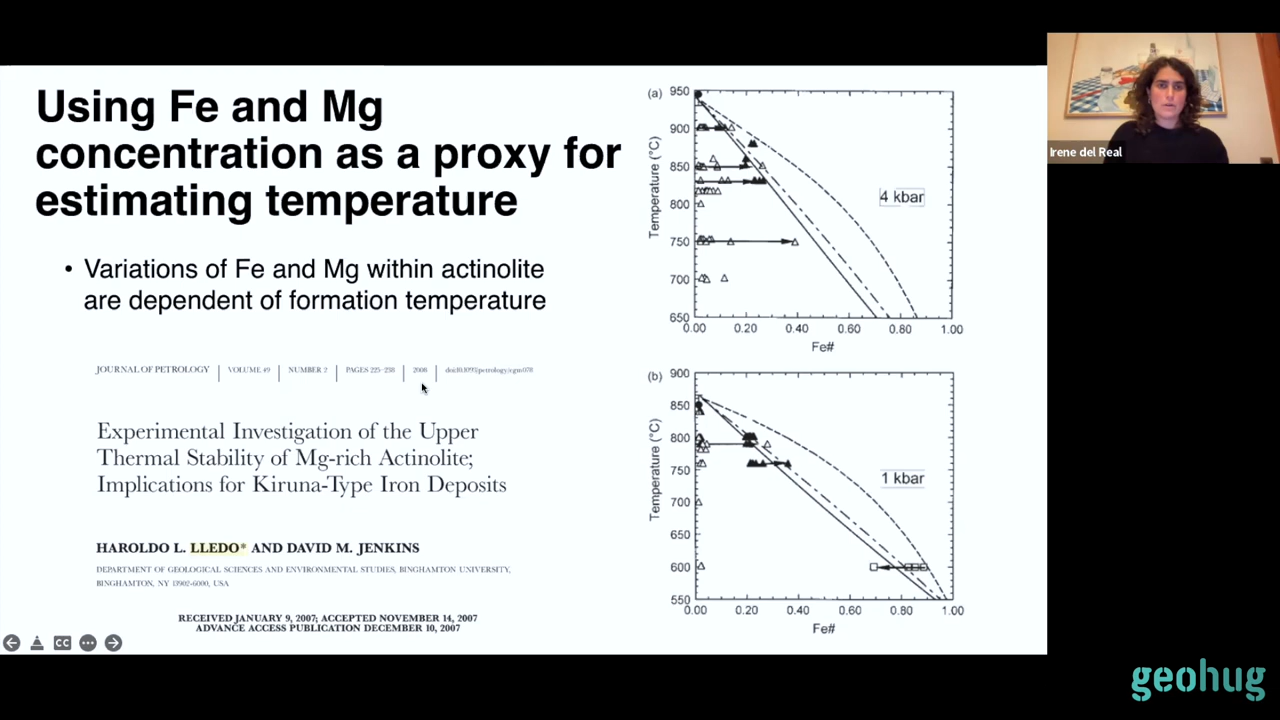 Using Fe and Mg
concentration as a proxy for
estimating temperature
• Variations of Fe and Mg within actinolite
are dependent of formation temperature
JOURNAL OF PETROLOGY VOLUME 49 NUMBER 2 PAGES 225–258 2008
Experimental Investigation of the Upper
Thermal Stability of Mg-rich Actinolite;
Implications for Kiruna-Type Iron Deposits
HAROLDO L. LLEDO* AND DAVID M. JENKINS
DEPARTMENT OF GEOLOGICAL SCIENCES AND ENVIRONMENTAL STUDIES, BINGHAMTON UNIVERSITY,
BINGHAMTON, NY 13902-6000, USA
RECEIVED JANUARY 9, 2007; ACCEPTED NOVEMBER 14, 2007
ADVANCE ACCESS PUBLICATION DECEMBER 10, 2007
CC
(a)
950
900
850
800
750
700
650
Temperature (°C)
4 kbar
0.00 0.20 0.40 0.60 0.80 1.00
Fe#
(b)
900
850
800
750
700
650
600
550
Temperature (°C)
1 kbar
0.00 0.20 0.40 0.60 0.80 1.00
Fe#
Irene del Real
geohug